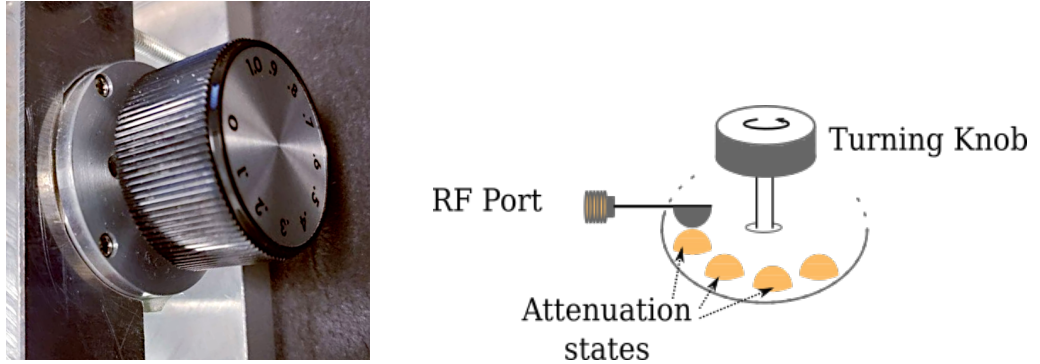 1.0
.9
.8
.7
.6
.5
.4
.3
.2
.1
0
Turning Knob
RF Port
Attenuation
states